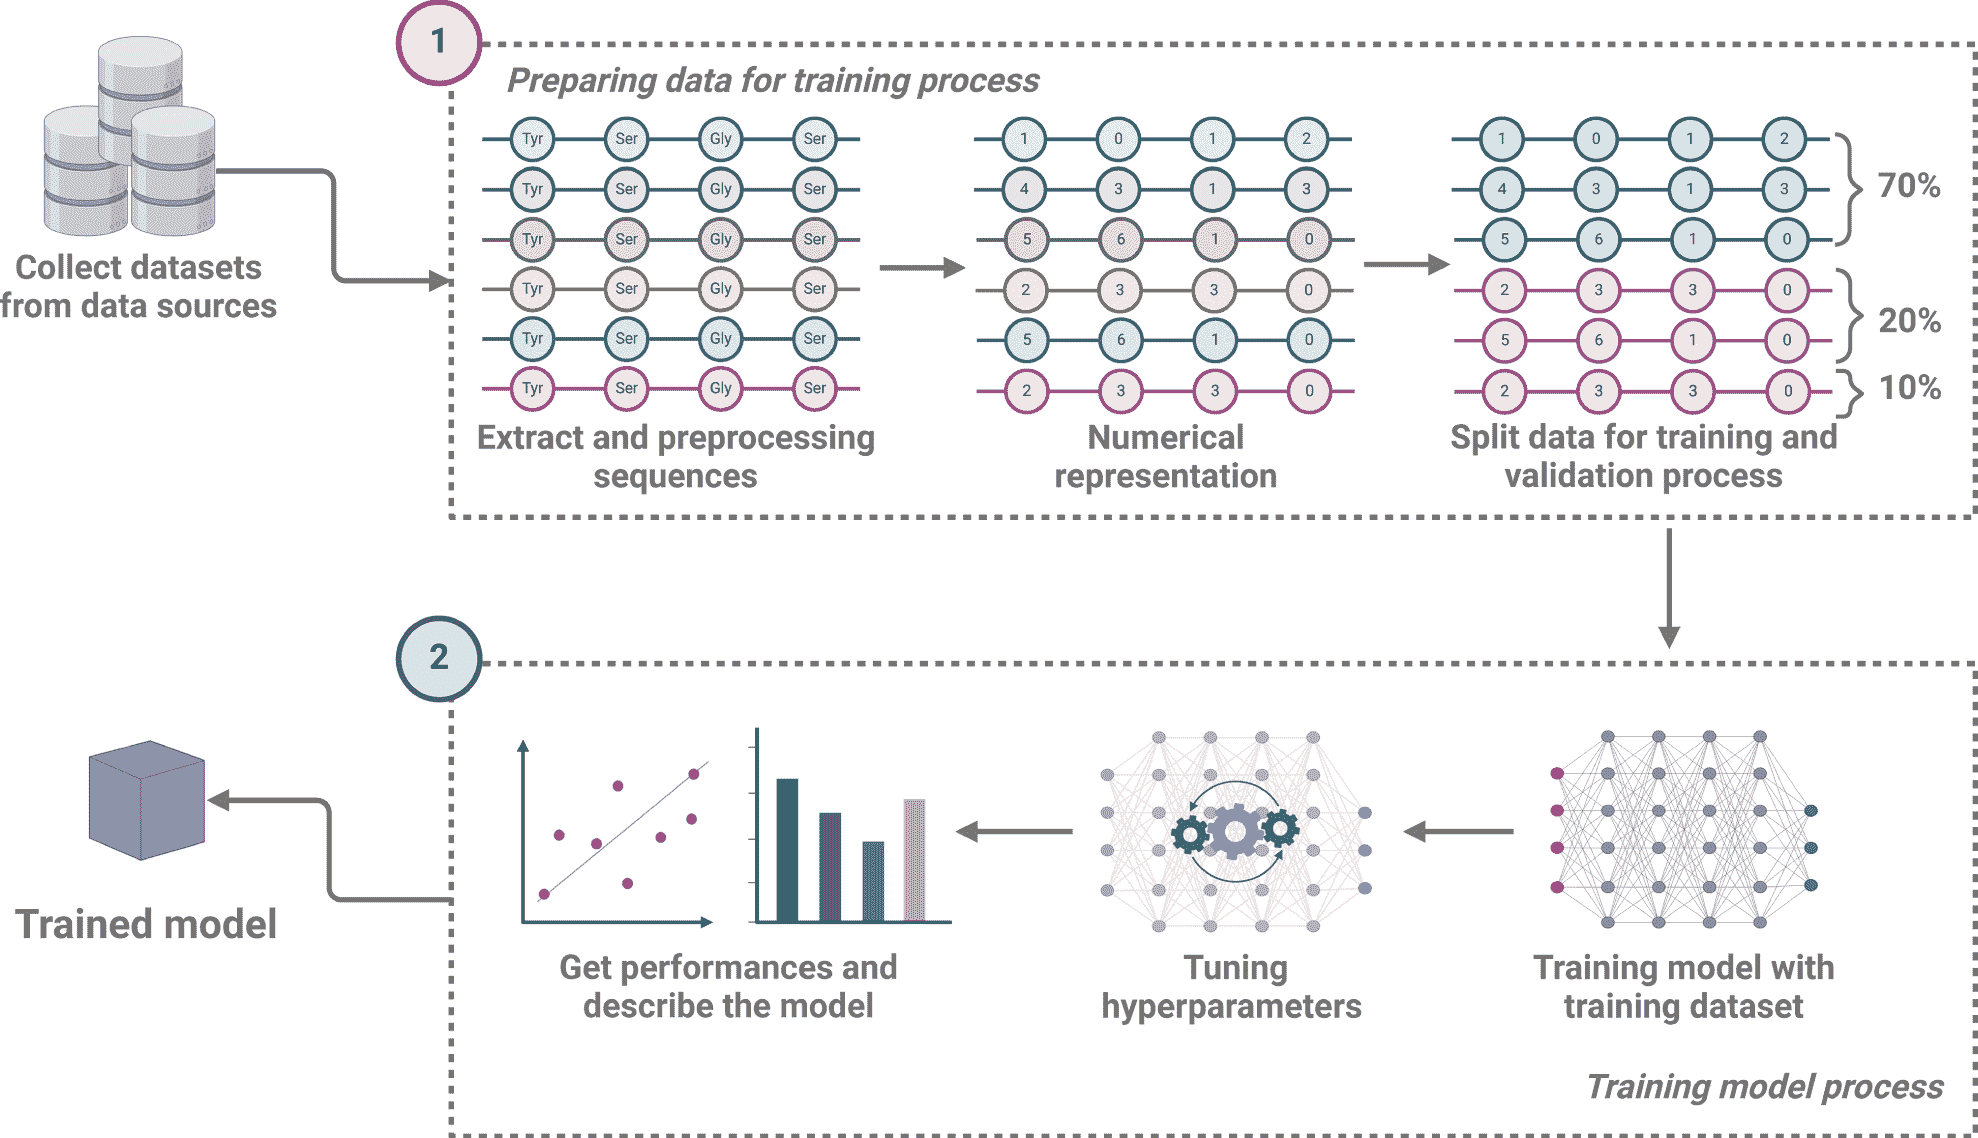 1
Preparing data for training process
Tyr Ser Gly Ser
Tyr Ser Gly Ser
Tyr Ser Gly Ser
Tyr Ser Gly Ser
Tyr Ser Gly Ser
Tyr Ser Gly Ser
Extract and preprocessing
sequences
1 0 1 2
4 3 1 3
5 6 1 0
2 3 3 0
5 6 1 0
2 3 3 0
Numerical
representation
1 0 1 2
4 3 1 3
5 6 1 0
2 3 3 0
5 6 1 0
2 3 3 0
70%
20%
10%
Split data for training and
validation process
Collect datasets
from data sources
2
Training model with
training dataset
Tuning
hyperparameters
Get performances and
describe the model
Training model process
Trained model